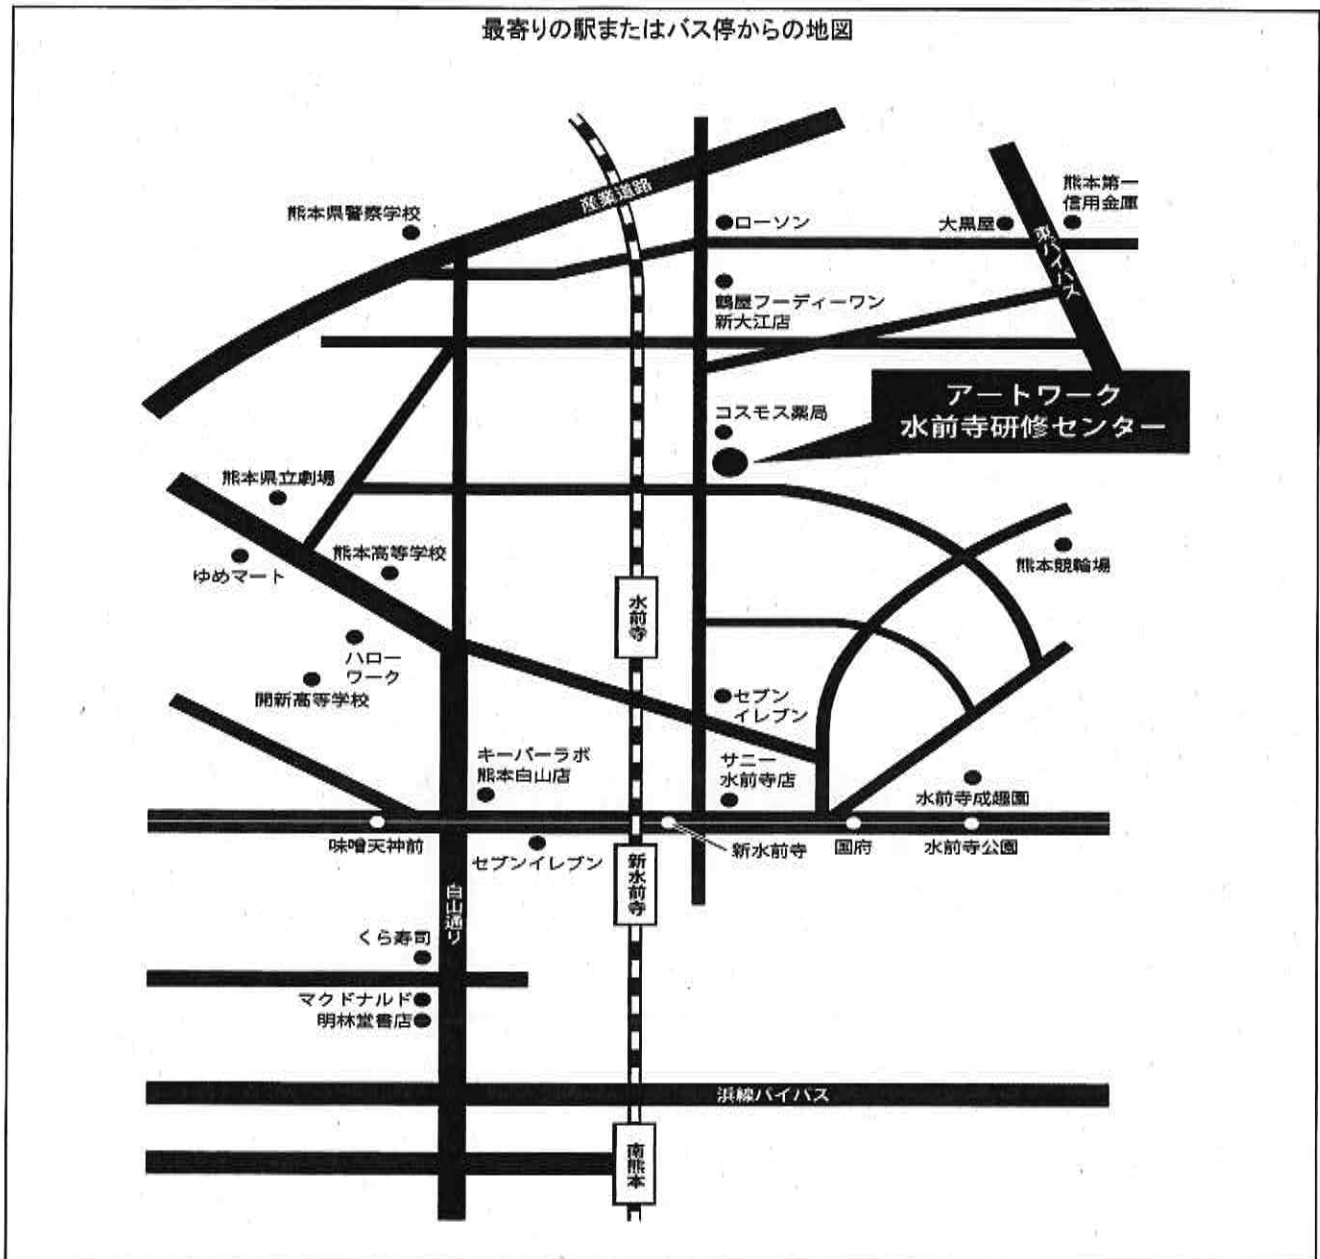 最寄りの駅またはバス停からの地図
産業道路
熊本県警察学校
ローソン
大黒屋
熊本第一
信用金庫
東バイパス
鶴屋フーディーワン
新大江店
アートワーク
水前寺研修センター
コスモス薬局
熊本県立劇場
熊本高等学校
ゆめマート
熊本競輪場
水前寺
ハロー
ワーク
開新高等学校
セブン
イレブン
キーパーラボ
熊本白山店
サニー
水前寺店
水前寺成趣園
味噌天神前
セブンイレブン
新水前寺
新水前寺
国府
水前寺公園
白山通り
くら寿司
マクドナルド
明林堂書店
浜線バイパス
南熊本